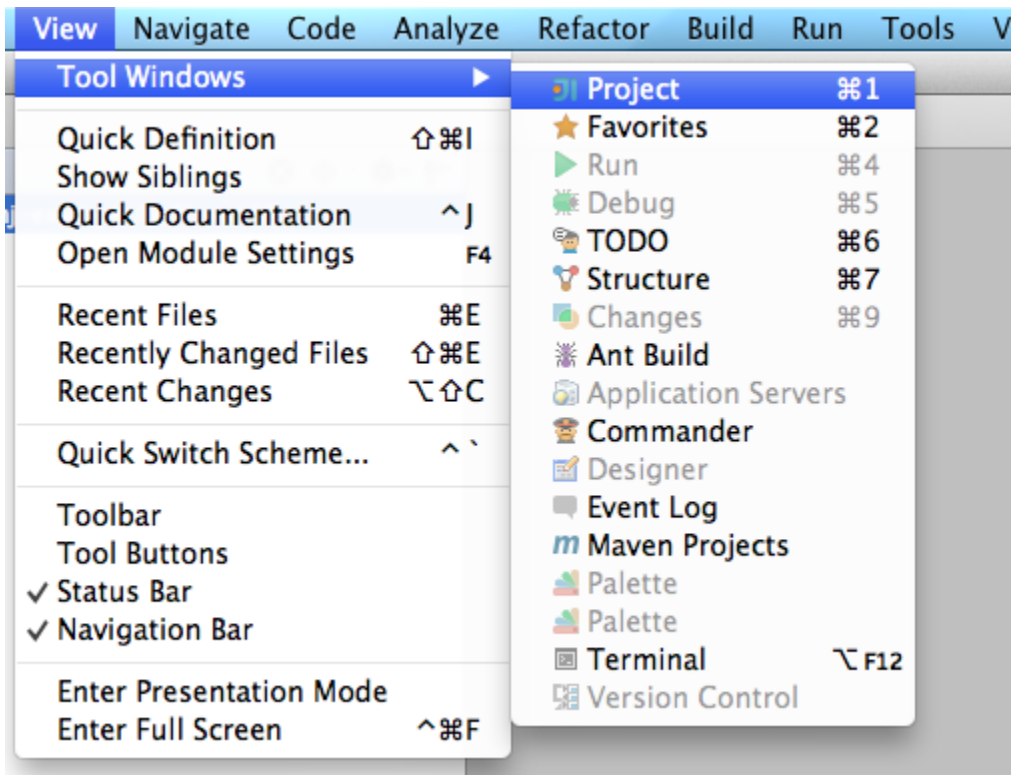 View Navigate Code Analyze Refactor Build Run Tools V
Tool Windows ▶
Quick Definition ⇧⌘I
Show Siblings
Quick Documentation ^J
Open Module Settings F4
Recent Files ⌘E
Recently Changed Files ⇧⌘E
Recent Changes ⌥⇧C
Quick Switch Scheme... ^`
Toolbar
Tool Buttons
✓ Status Bar
✓ Navigation Bar
Enter Presentation Mode
Enter Full Screen ^⌘F
Project ⌘1
Favorites ⌘2
Run ⌘4
Debug ⌘5
TODO ⌘6
Structure ⌘7
Changes ⌘9
Ant Build
Application Servers
Commander
Designer
Event Log
Maven Projects
Palette
Palette
Terminal ⌥F12
Version Control